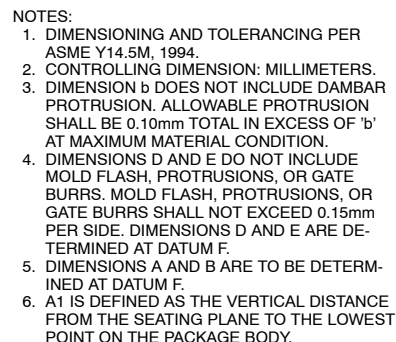 NOTES:
1. DIMENSIONING AND TOLERANCING PER
ASME Y14.5M, 1994.
2. CONTROLLING DIMENSION: MILLIMETERS.
3. DIMENSION b DOES NOT INCLUDE DAMBAR
PROTRUSION. ALLOWABLE PROTRUSION
SHALL BE 0.10mm TOTAL IN EXCESS OF 'b'
AT MAXIMUM MATERIAL CONDITION.
4. DIMENSIONS D AND E DO NOT INCLUDE
MOLD FLASH, PROTRUSIONS, OR GATE
BURRS. MOLD FLASH, PROTRUSIONS, OR
GATE BURRS SHALL NOT EXCEED 0.15mm
PER SIDE. DIMENSIONS D AND E ARE DE-
TERMINED AT DATUM F.
5. DIMENSIONS A AND B ARE TO BE DETERM-
INED AT DATUM F.
6. A1 IS DEFINED AS THE VERTICAL DISTANCE
FROM THE SEATING PLANE TO THE LOWEST
POINT ON THE PACKAGE BODY.